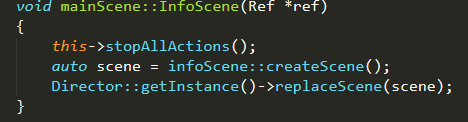 void mainScene::InfoScene(Ref *ref)
{
    this->stopAllActions();
    auto scene = infoScene::createScene();
    Director::getInstance()->replaceScene(scene);
}